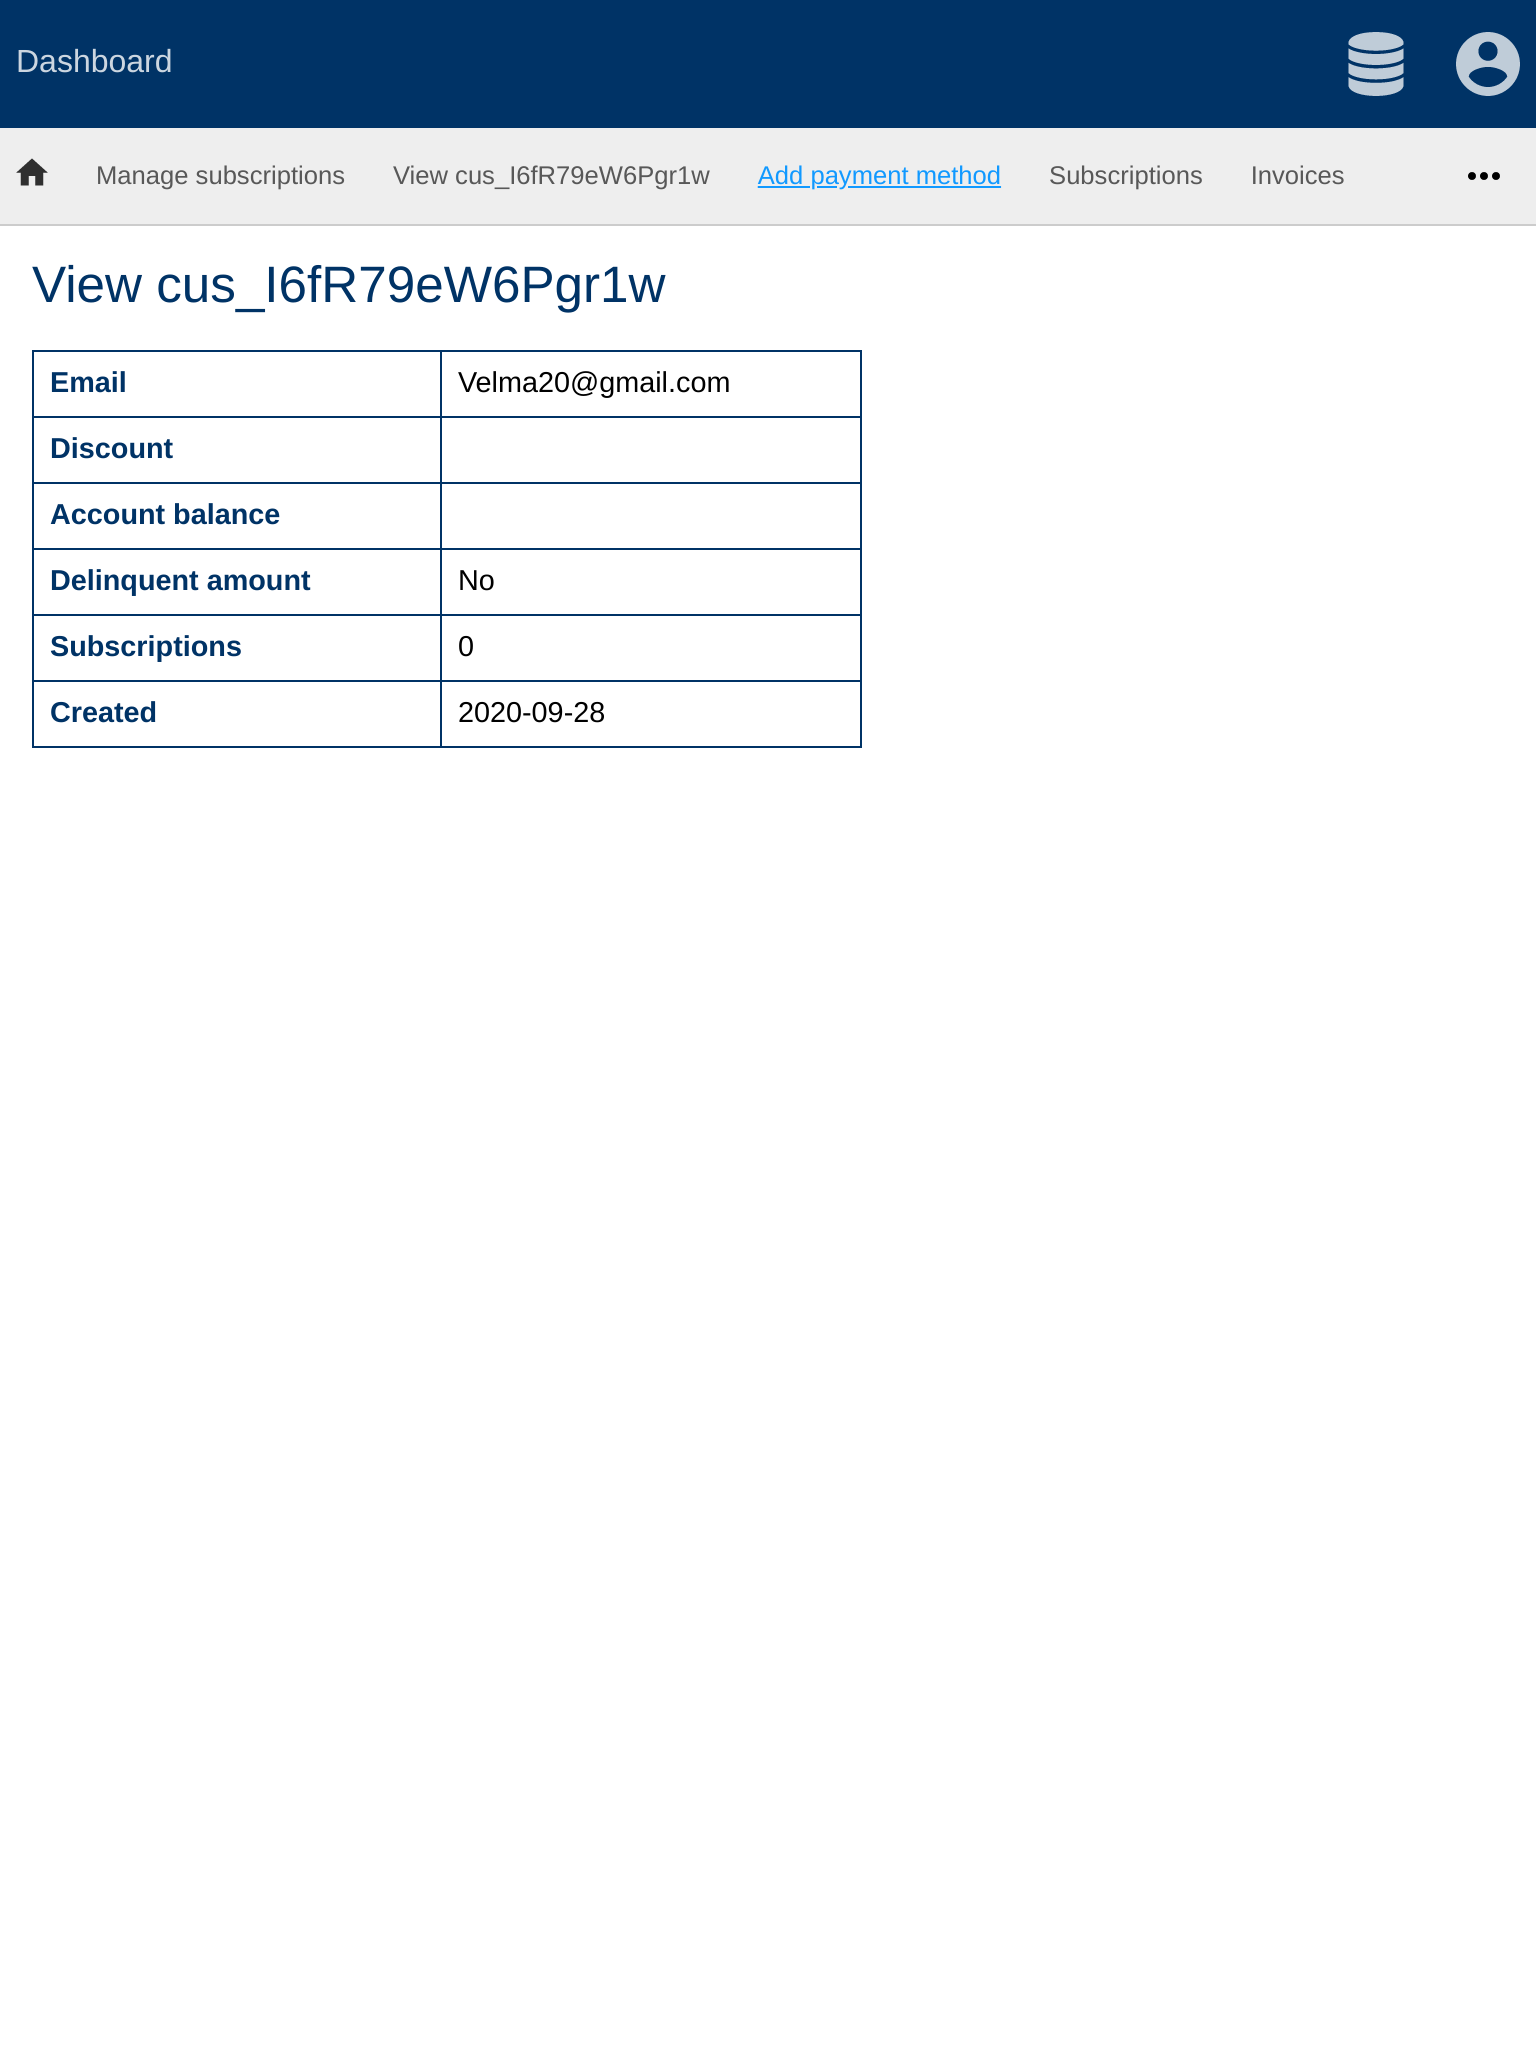 Dashboard
Manage subscriptions View cus_I6fR79eW6Pgr1w Add payment method Subscriptions Invoices
View cus_I6fR79eW6Pgr1w
Email Velma20@gmail.com
Discount
Account balance
Delinquent amount No
Subscriptions 0
Created 2020-09-28